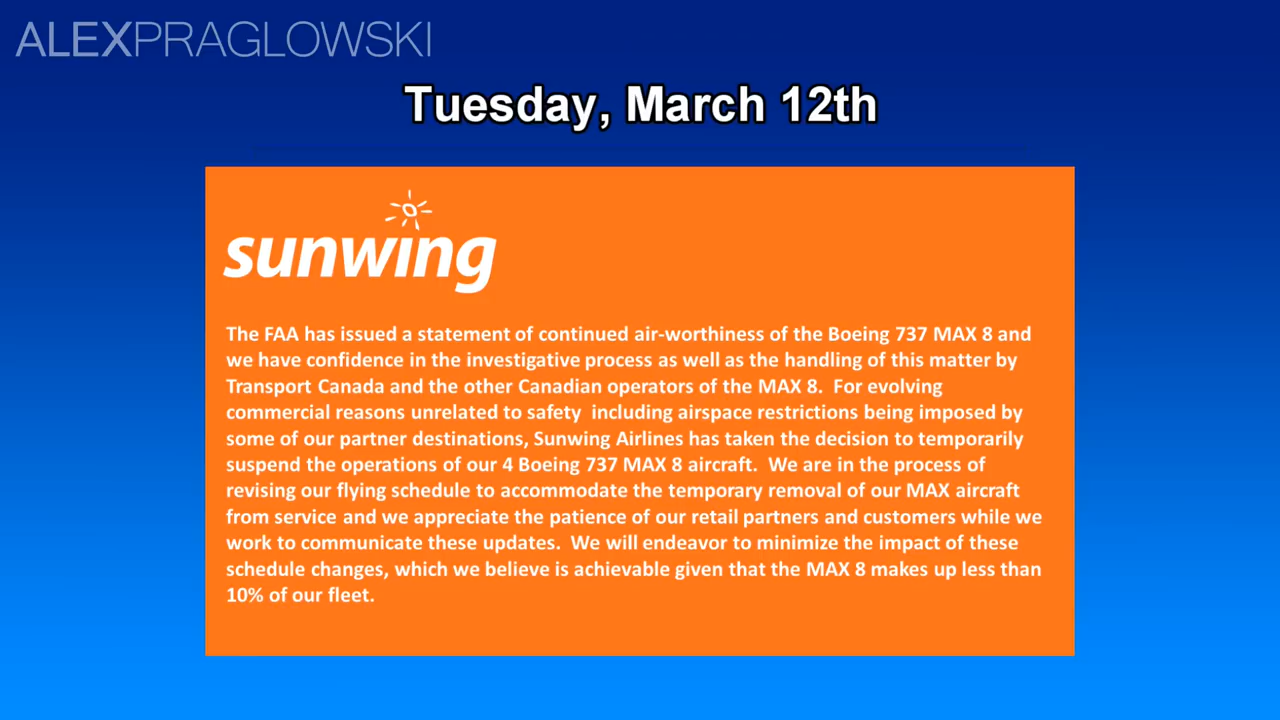 ALEXPRAGLOWSKI
Tuesday, March 12th
sunwing
The FAA has issued a statement of continued air-worthiness of the Boeing 737 MAX 8 and
we have confidence in the investigative process as well as the handling of this matter by
Transport Canada and the other Canadian operators of the MAX 8.  For evolving
commercial reasons unrelated to safety  including airspace restrictions being imposed by
some of our partner destinations, Sunwing Airlines has taken the decision to temporarily
suspend the operations of our 4 Boeing 737 MAX 8 aircraft.  We are in the process of
revising our flying schedule to accommodate the temporary removal of our MAX aircraft
from service and we appreciate the patience of our retail partners and customers while we
work to communicate these updates.  We will endeavor to minimize the impact of these
schedule changes, which we believe is achievable given that the MAX 8 makes up less than
10% of our fleet.